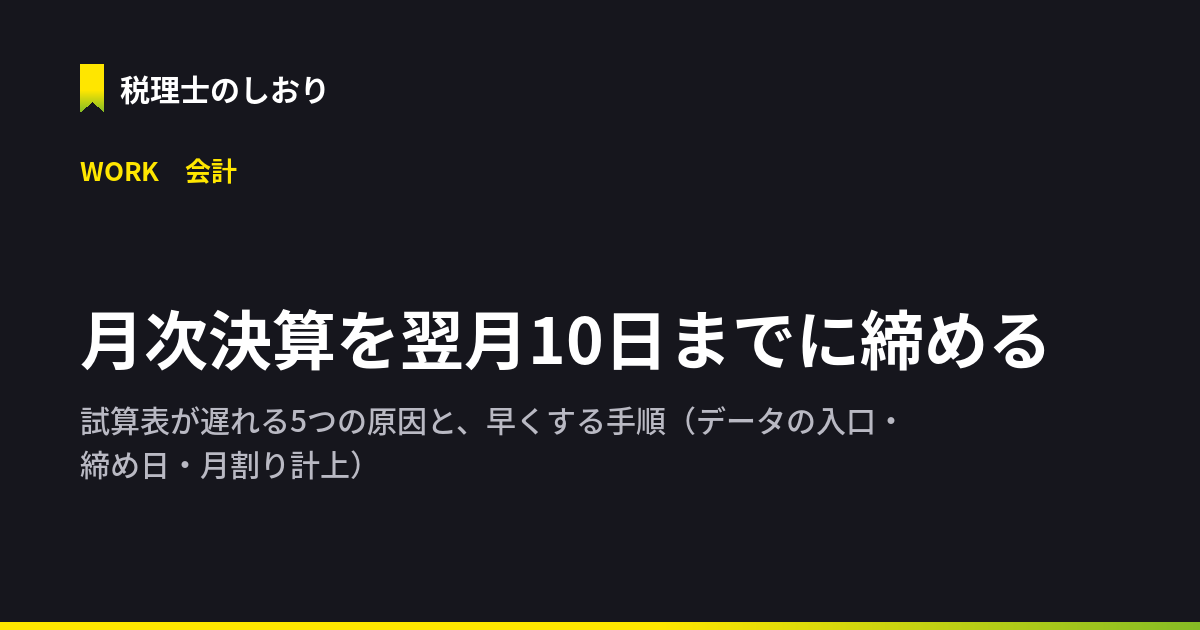 税理士のしおり
WORK 会計
月次決算を翌月10日までに締める
試算表が遅れる5つの原因と、早くする手順（データの入口・
締め日・月割り計上）